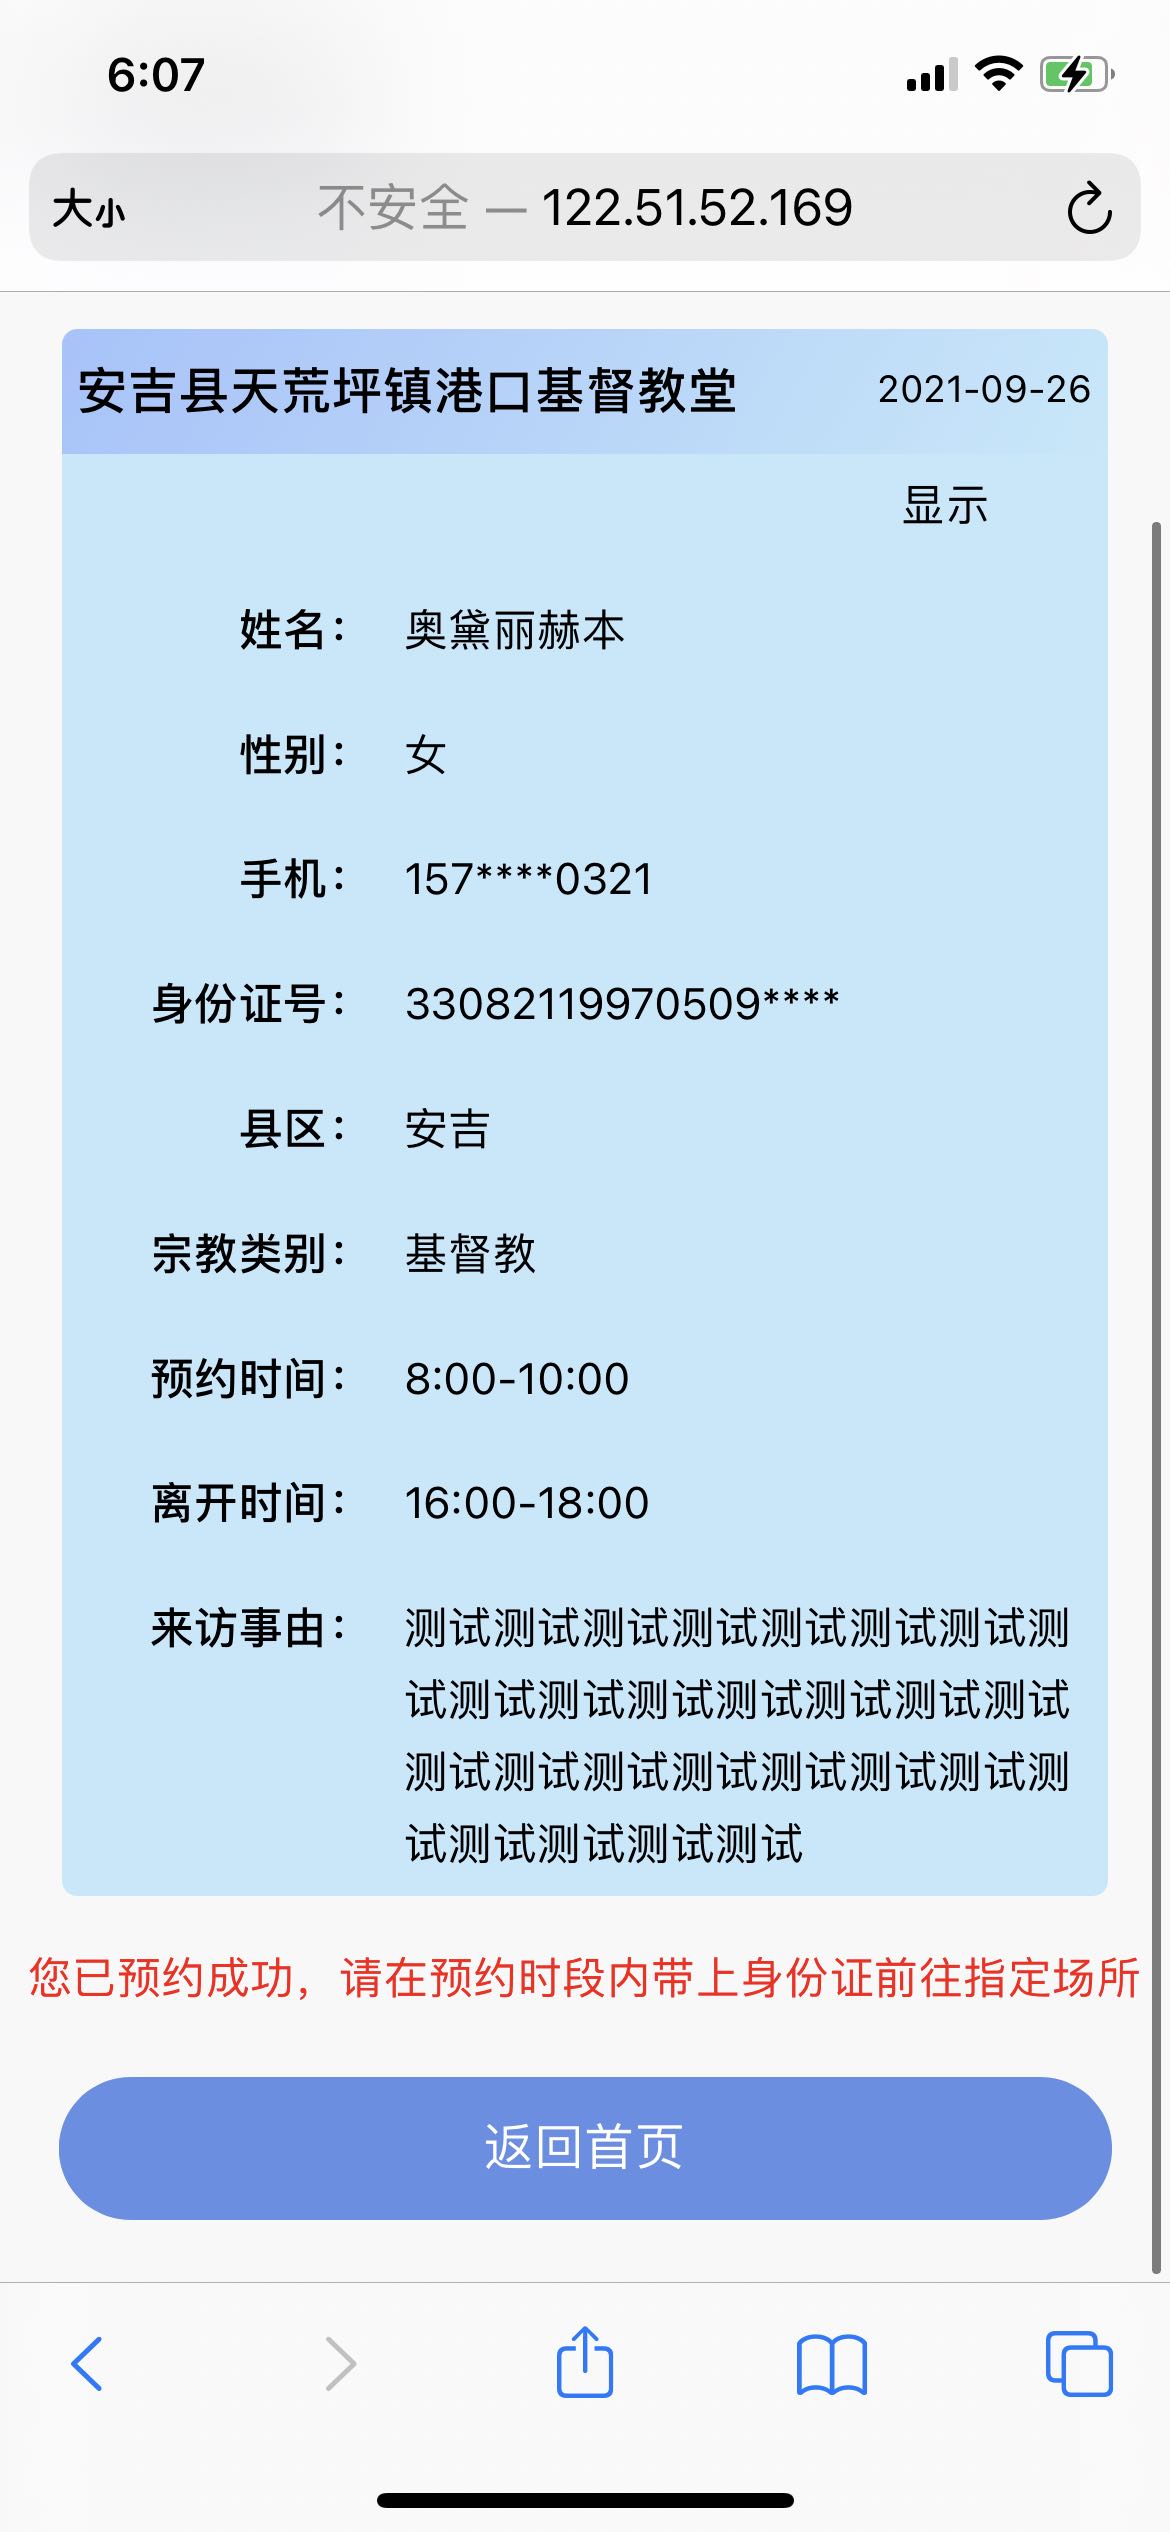 6:07
大小 不安全 — 122.51.52.169
安吉县天荒坪镇港口基督教堂 2021-09-26
显示
姓名： 奥黛丽赫本
性别： 女
手机： 157****0321
身份证号： 33082119970509****
县区： 安吉
宗教类别： 基督教
预约时间： 8:00-10:00
离开时间： 16:00-18:00
来访事由： 测试测试测试测试测试测试测试测
试测试测试测试测试测试测试测试
测试测试测试测试测试测试测试测
试测试测试测试测试
您已预约成功，请在预约时段内带上身份证前往指定场所
返回首页